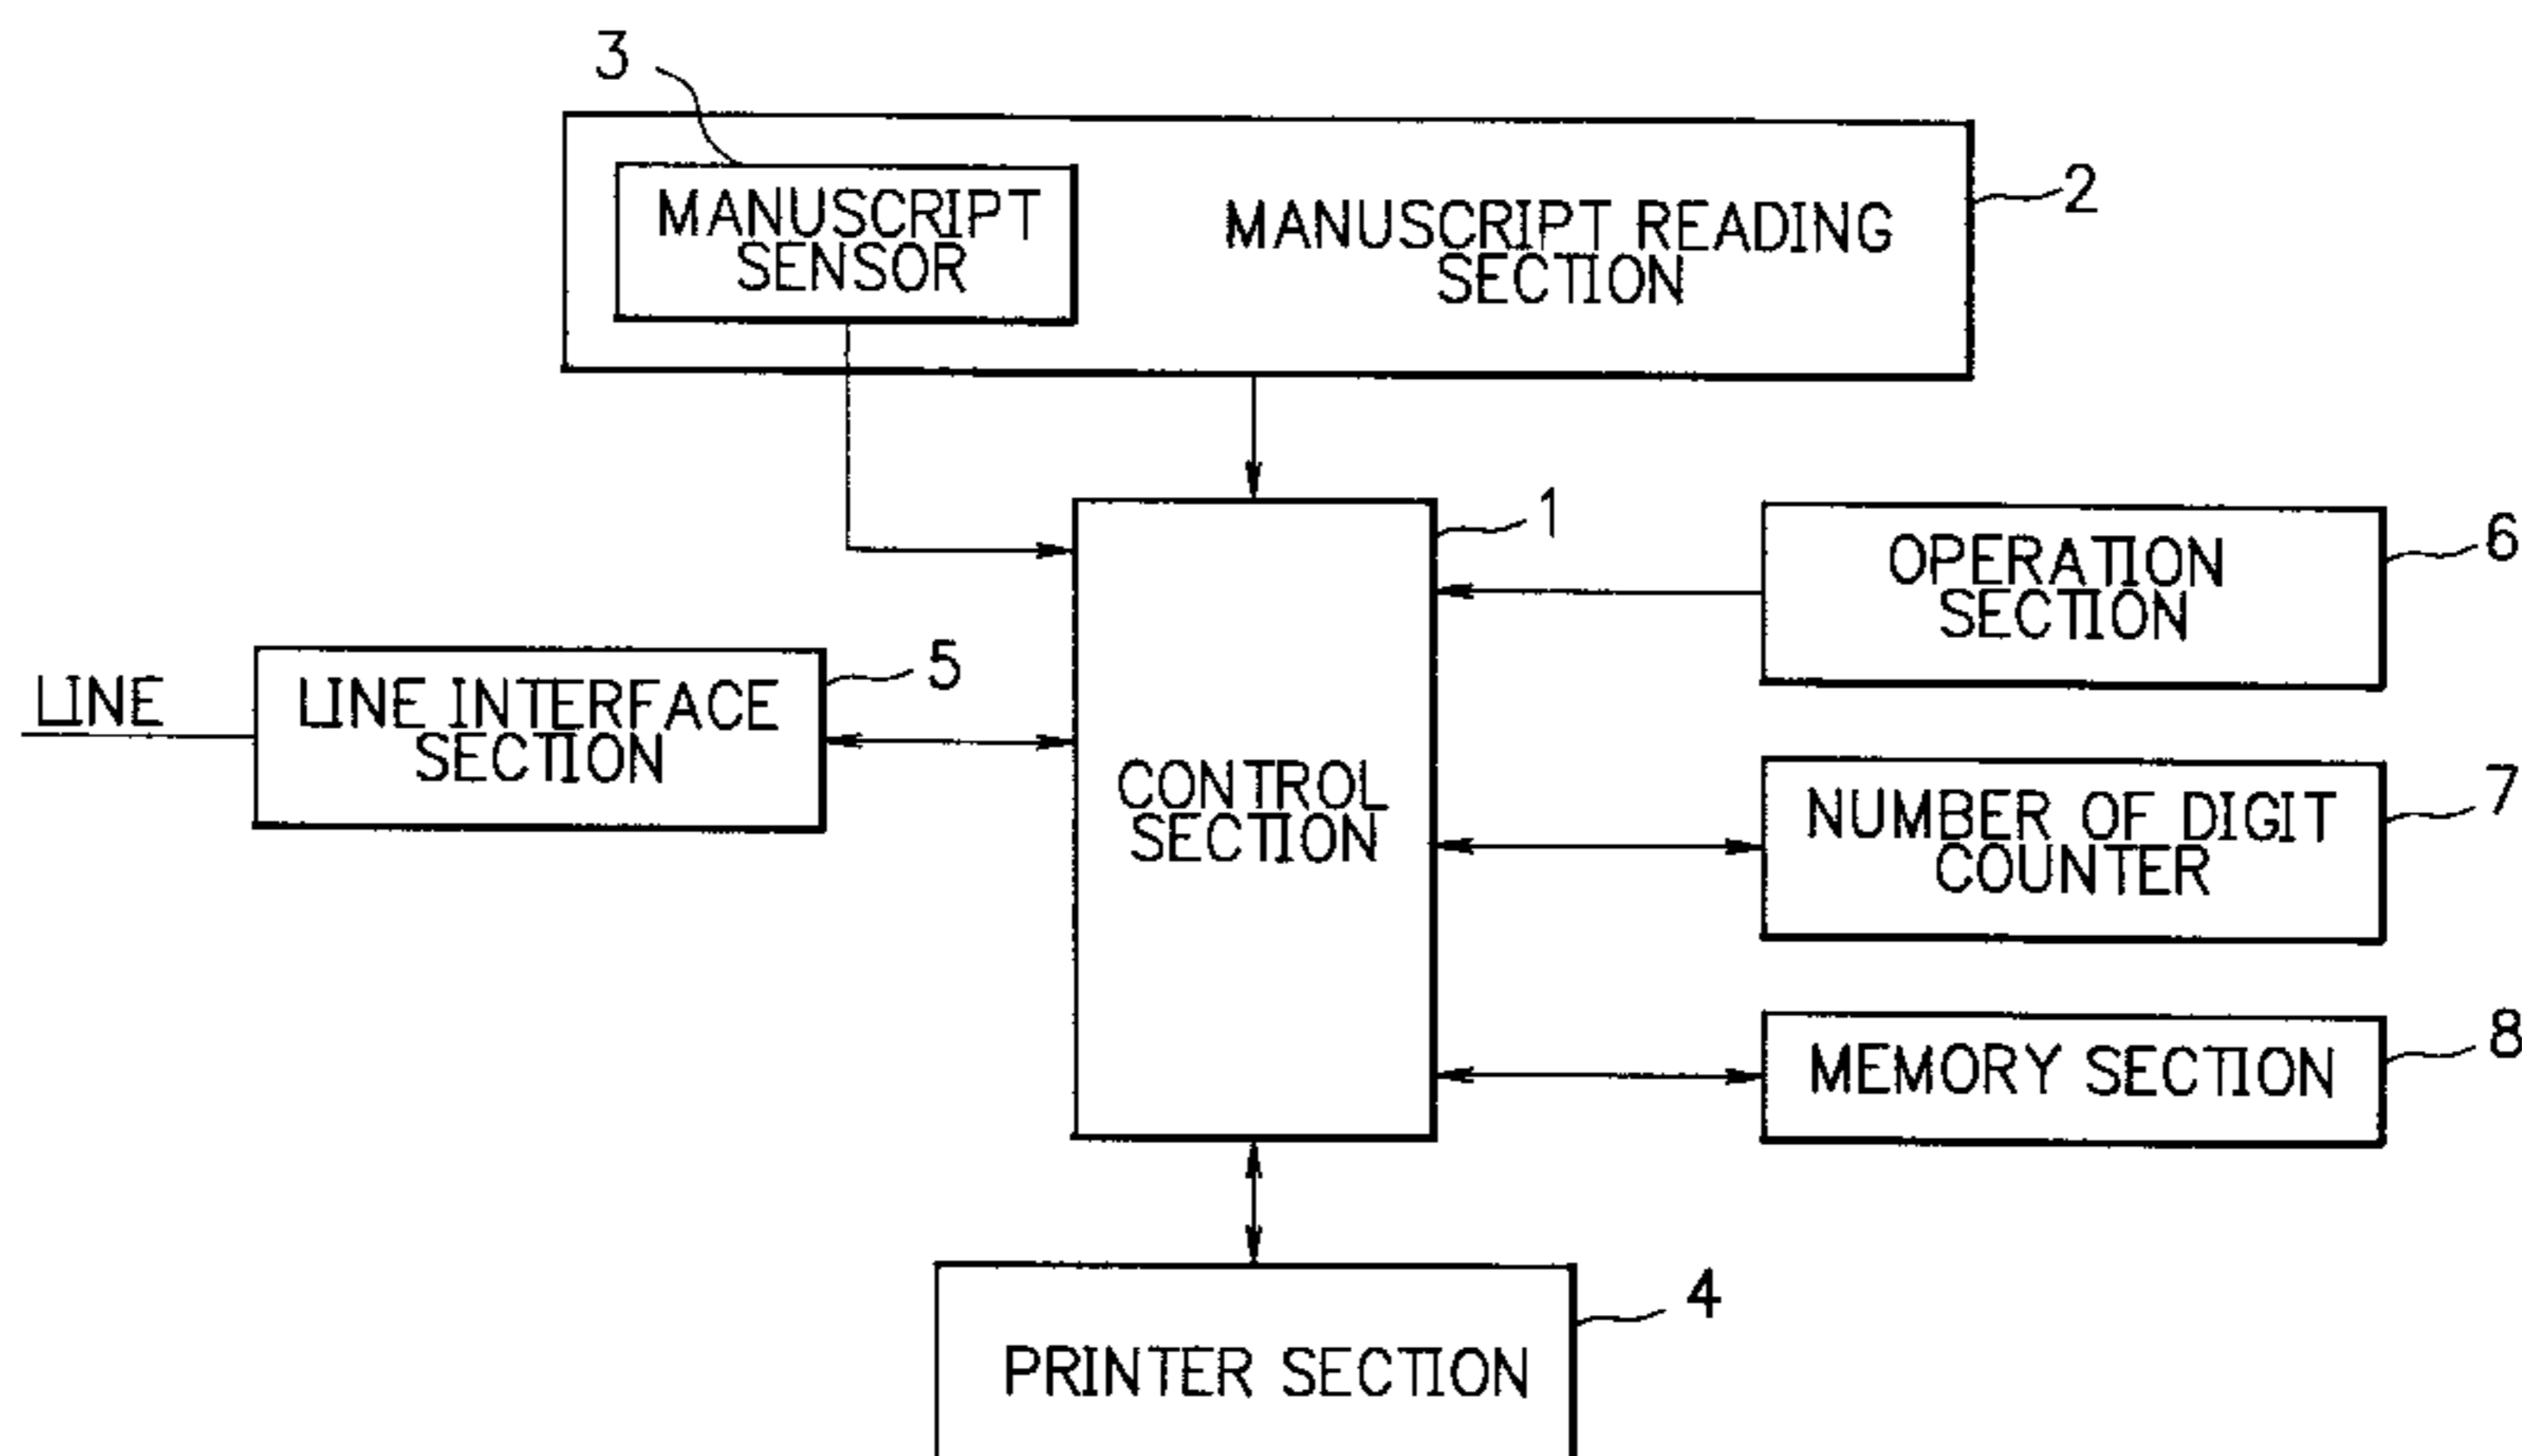 3
MANUSCRIPT
SENSOR
MANUSCRIPT READING
SECTION
2
1
OPERATION
SECTION
6
LINE
LINE INTERFACE
SECTION
5
CONTROL
SECTION
NUMBER OF DIGIT
COUNTER
7
MEMORY SECTION
8
PRINTER SECTION
4